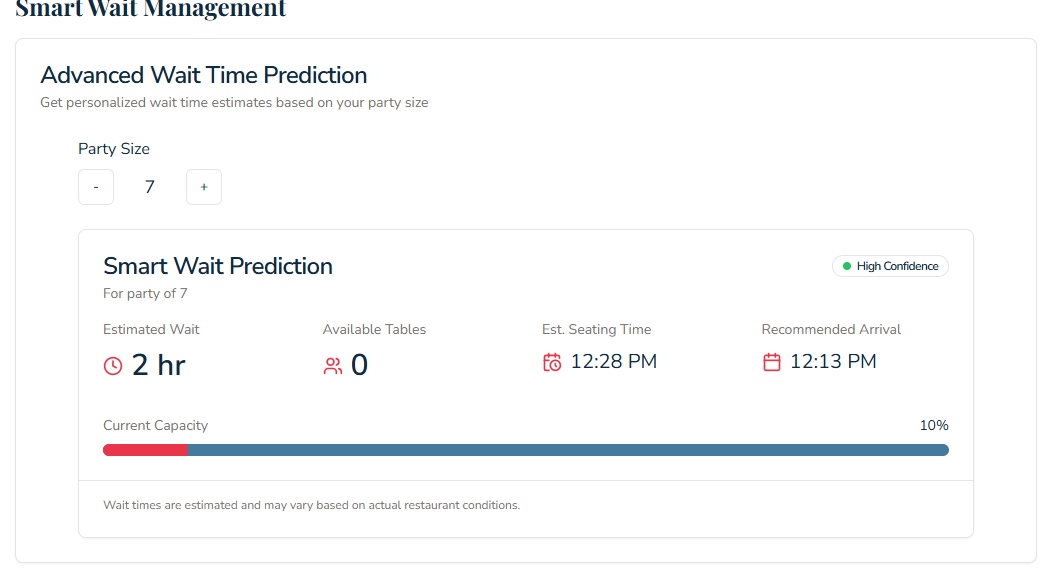 Smart Wait Management
Advanced Wait Time Prediction
Get personalized wait time estimates based on your party size
Party Size
- 7 +
Smart Wait Prediction
High Confidence
For party of 7
Estimated Wait Available Tables Est. Seating Time Recommended Arrival
2 hr 0 12:28 PM 12:13 PM
Current Capacity 10%
Wait times are estimated and may vary based on actual restaurant conditions.